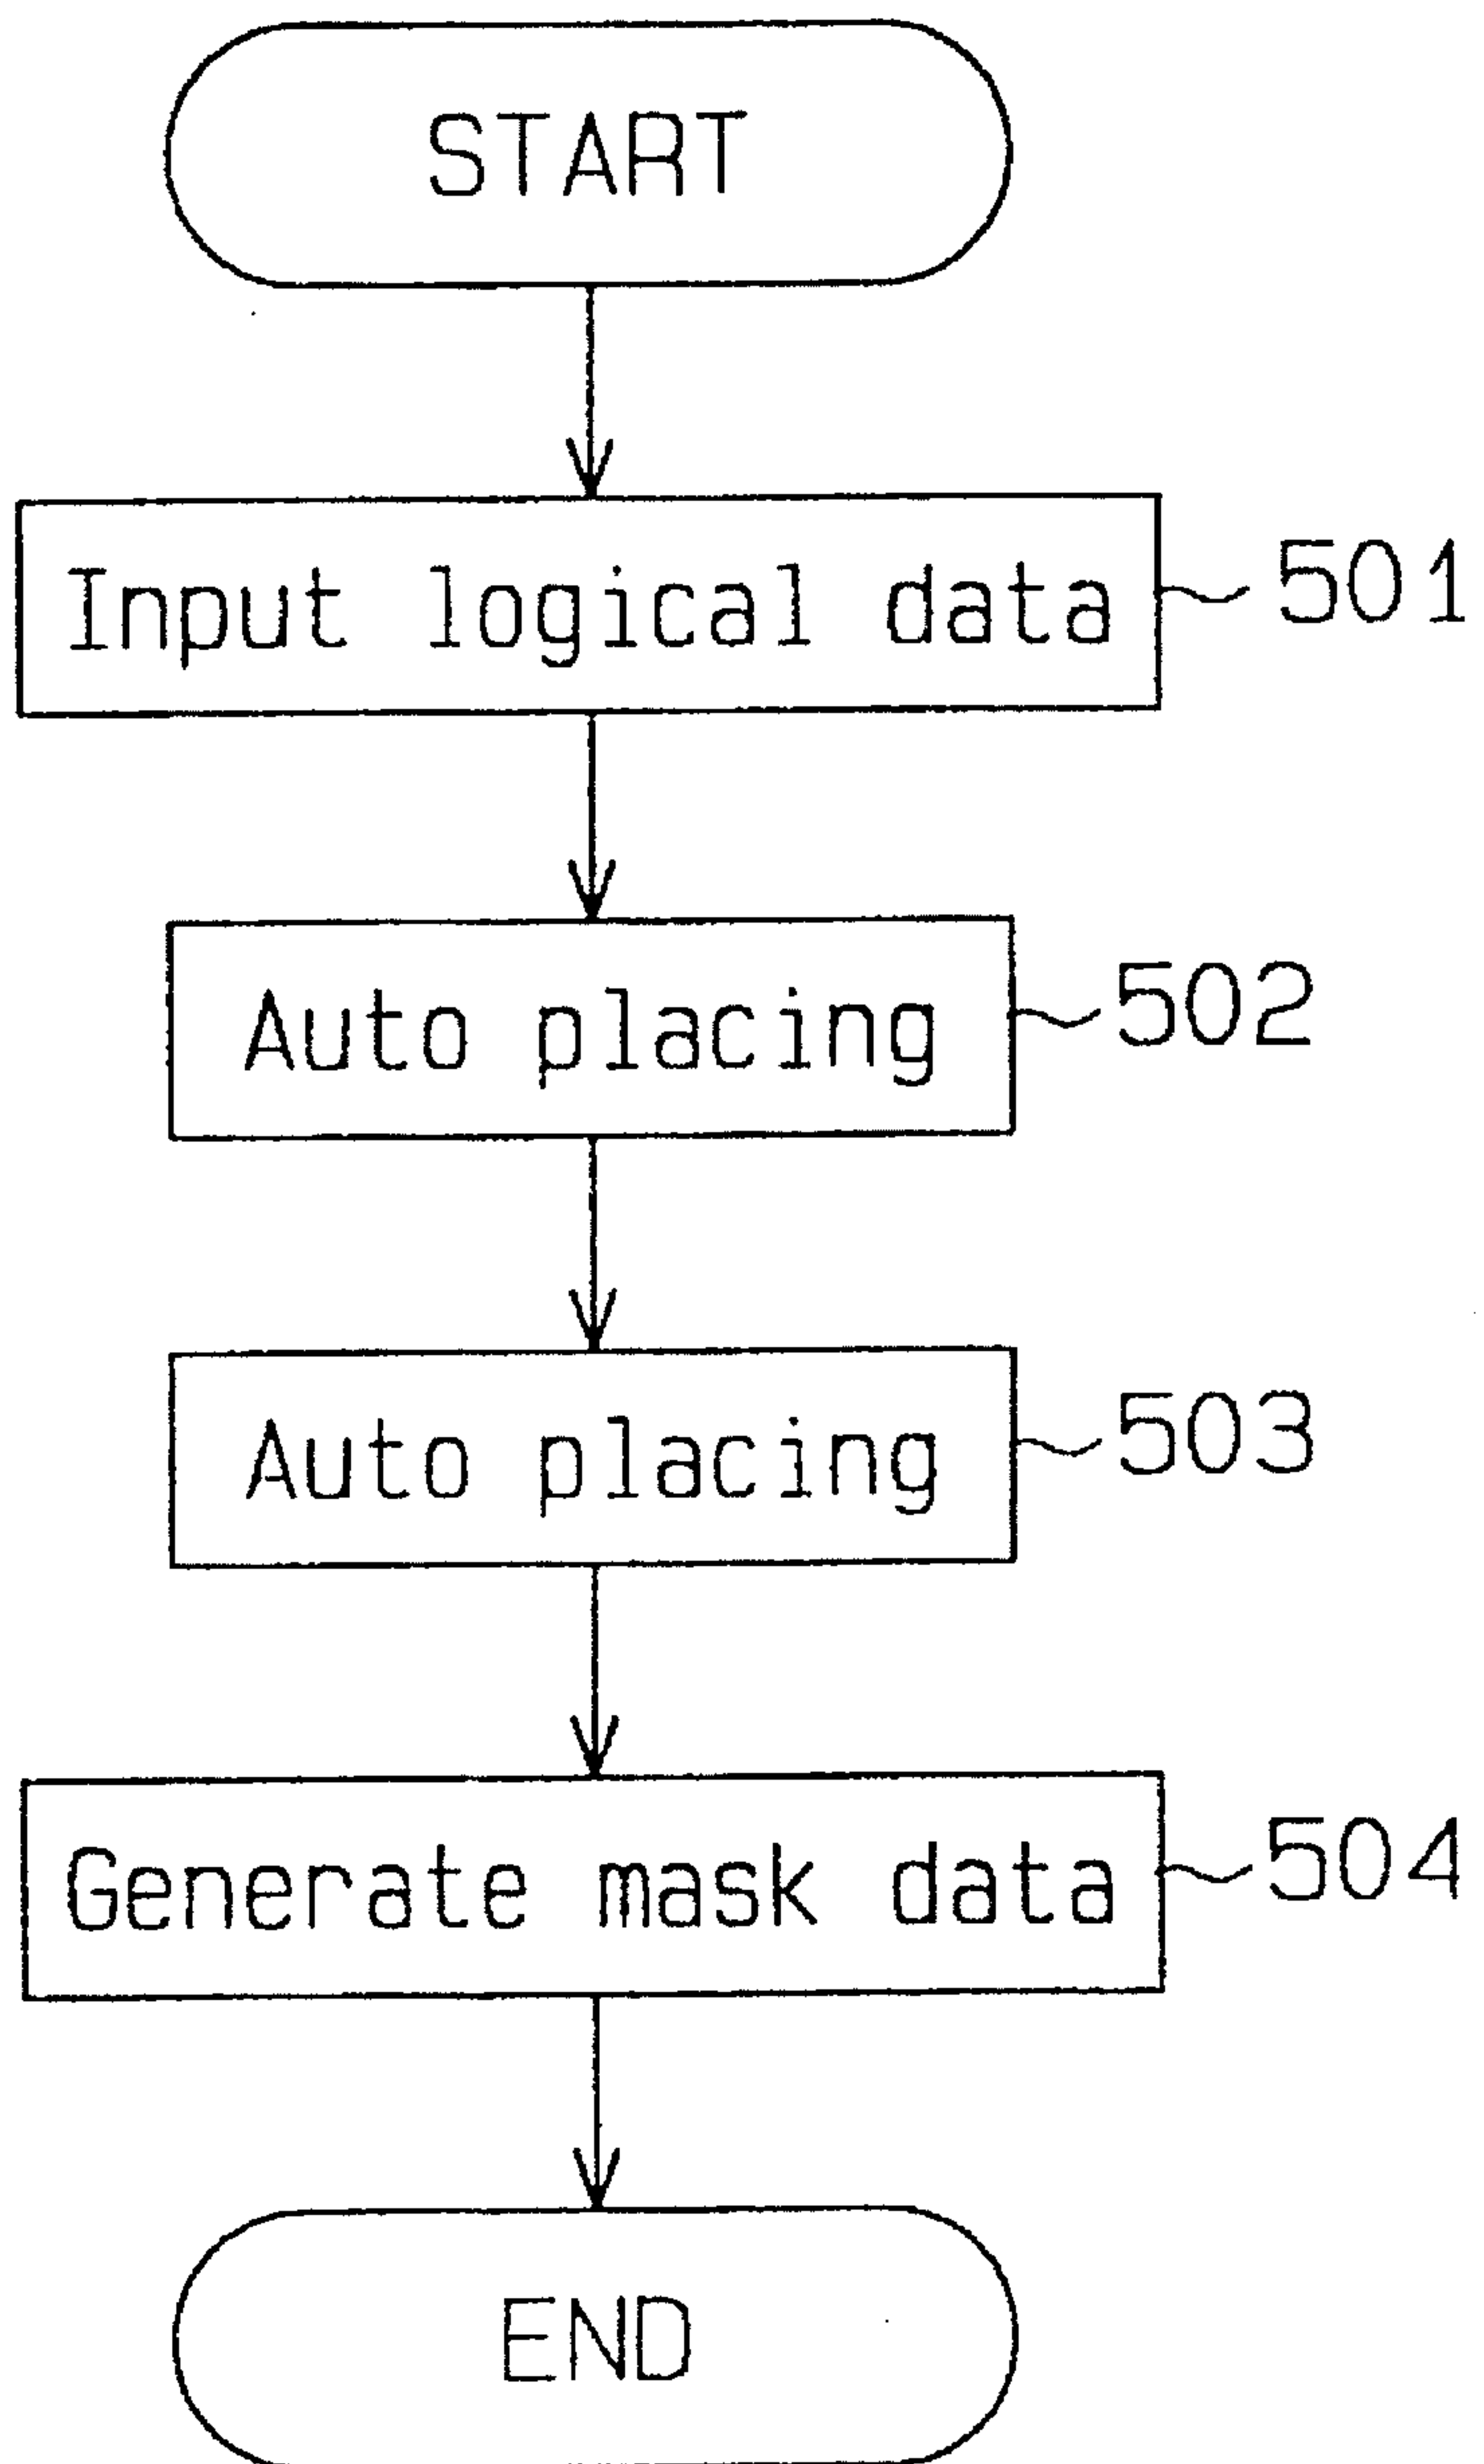 START
Input logical data 501
Auto placing 502
Auto placing 503
Generate mask data 504
END